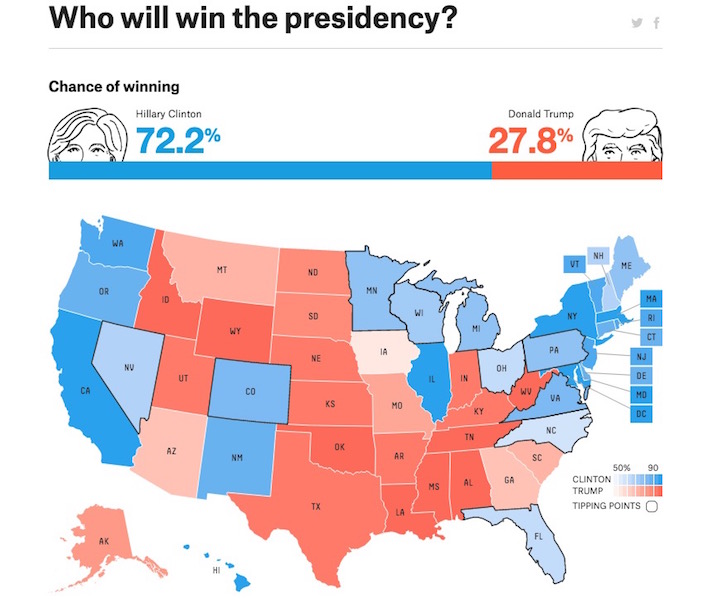 Who will win the presidency?
Chance of winning
Hillary Clinton
72.2%
Donald Trump
27.8%
WA
OR
CA
NV
ID
MT
WY
UT
AZ
CO
NM
ND
SD
NE
KS
OK
TX
MN
IA
MO
AR
LA
WI
IL
MI
IN
OH
KY
TN
MS
AL
GA
FL
SC
NC
VA
WV
PA
NY
VT
NH
ME
MA
RI
CT
NJ
DE
MD
DC
AK
HI
50% 90
CLINTON
TRUMP
TIPPING POINTS